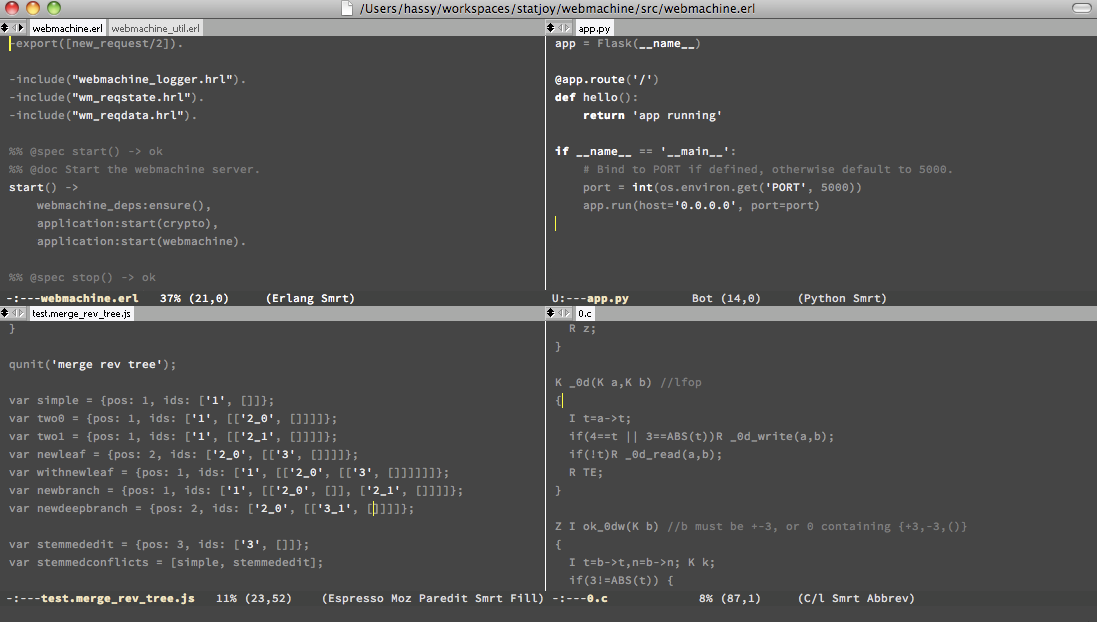 /Users/hassy/workspaces/statjoy/webmachine/src/webmachine.erl
webmachine.erl webmachine_util.erl
-export([new_request/2]).
-include("webmachine_logger.hrl").
-include("wm_reqstate.hrl").
-include("wm_reqdata.hrl").
%% @spec start() -> ok
%% @doc Start the webmachine server.
start() ->
    webmachine_deps:ensure(),
    application:start(crypto),
    application:start(webmachine).
%% @spec stop() -> ok
-:---webmachine.erl   37% (21,0)     (Erlang Smrt)
app.py
app = Flask(__name__)
@app.route('/')
def hello():
    return 'app running'
if __name__ == '__main__':
    # Bind to PORT if defined, otherwise default to 5000.
    port = int(os.environ.get('PORT', 5000))
    app.run(host='0.0.0.0', port=port)
U:---app.py         Bot (14,0)     (Python Smrt)
test.merge_rev_tree.js
}
qunit('merge rev tree');
var simple = {pos: 1, ids: ['1', []]};
var two0 = {pos: 1, ids: ['1', [['2_0', []]]]};
var two1 = {pos: 1, ids: ['1', [['2_1', []]]]};
var newleaf = {pos: 2, ids: ['2_0', [['3', []]]]};
var withnewleaf = {pos: 1, ids: ['1', [['2_0', [['3', []]]]]]};
var newbranch = {pos: 1, ids: ['1', [['2_0', []], ['2_1', []]]]};
var newdeepbranch = {pos: 2, ids: ['2_0', [['3_1', []]]]};
var stemmededit = {pos: 3, ids: ['3', []]};
var stemmedconflicts = [simple, stemmededit];
-:---test.merge_rev_tree.js   11% (23,52)    (Espresso Moz Paredit Smrt Fill)
0.c
  R z;
}
K _0d(K a,K b) //lfop
{
  I t=a->t;
  if(4==t || 3==ABS(t))R _0d_write(a,b);
  if(!t)R _0d_read(a,b);
  R TE;
}
Z I ok_0dw(K b) //b must be +-3, or 0 containing {+3,-3,()}
{
  I t=b->t,n=b->n; K k;
  if(3!=ABS(t)) {
-:---0.c             8% (87,1)     (C/l Smrt Abbrev)